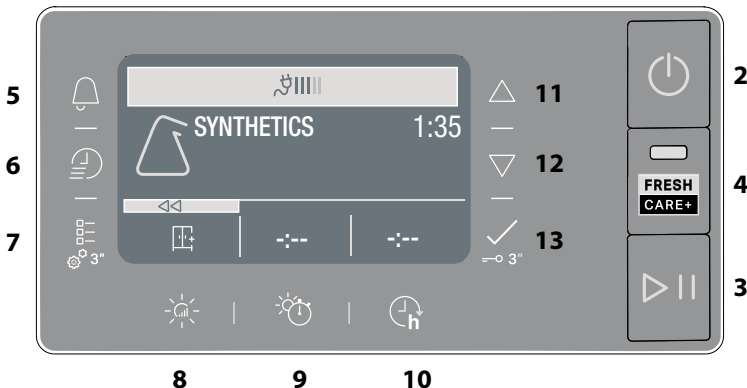 5
6
7
3"
SYNTHETICS 1:35
-:-- -:--
11
12
13
3"
h
8 9 10
2
FRESH
CARE+
4
3